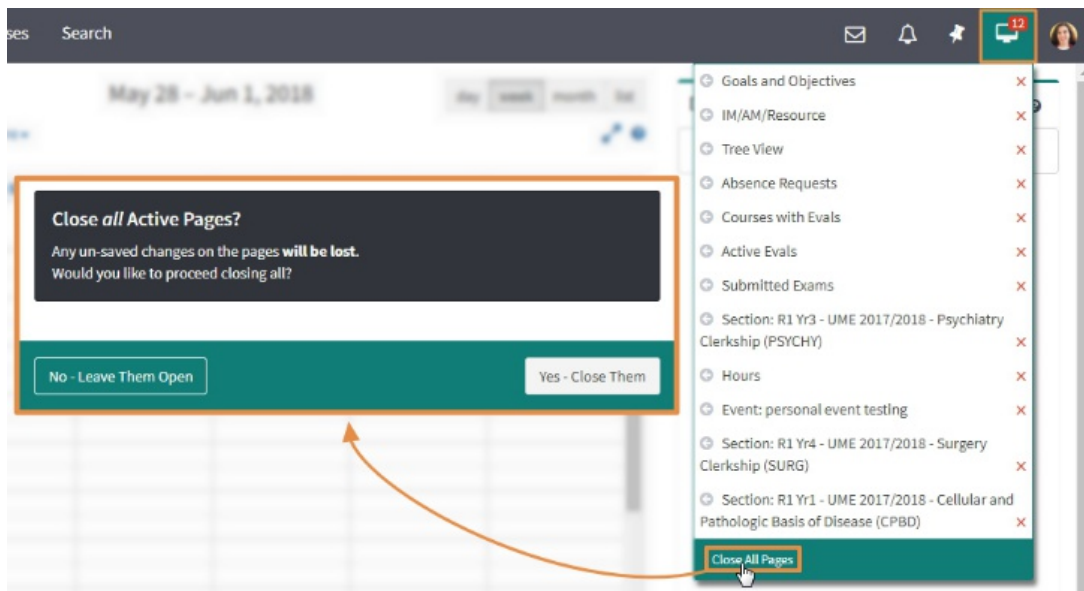 ses Search
12
May 28 – Jun 1, 2018
day week month list
Goals and Objectives
IM/AM/Resource
Tree View
Absence Requests
Courses with Evals
Active Evals
Submitted Exams
Section: R1 Yr3 - UME 2017/2018 - Psychiatry
Clerkship (PSYCHY)
Hours
Event: personal event testing
Section: R1 Yr4 - UME 2017/2018 - Surgery
Clerkship (SURG)
Section: R1 Yr1 - UME 2017/2018 - Cellular and
Pathologic Basis of Disease (CPBD)
Close All Pages
Close all Active Pages?
Any un-saved changes on the pages will be lost.
Would you like to proceed closing all?
No - Leave Them Open
Yes - Close Them